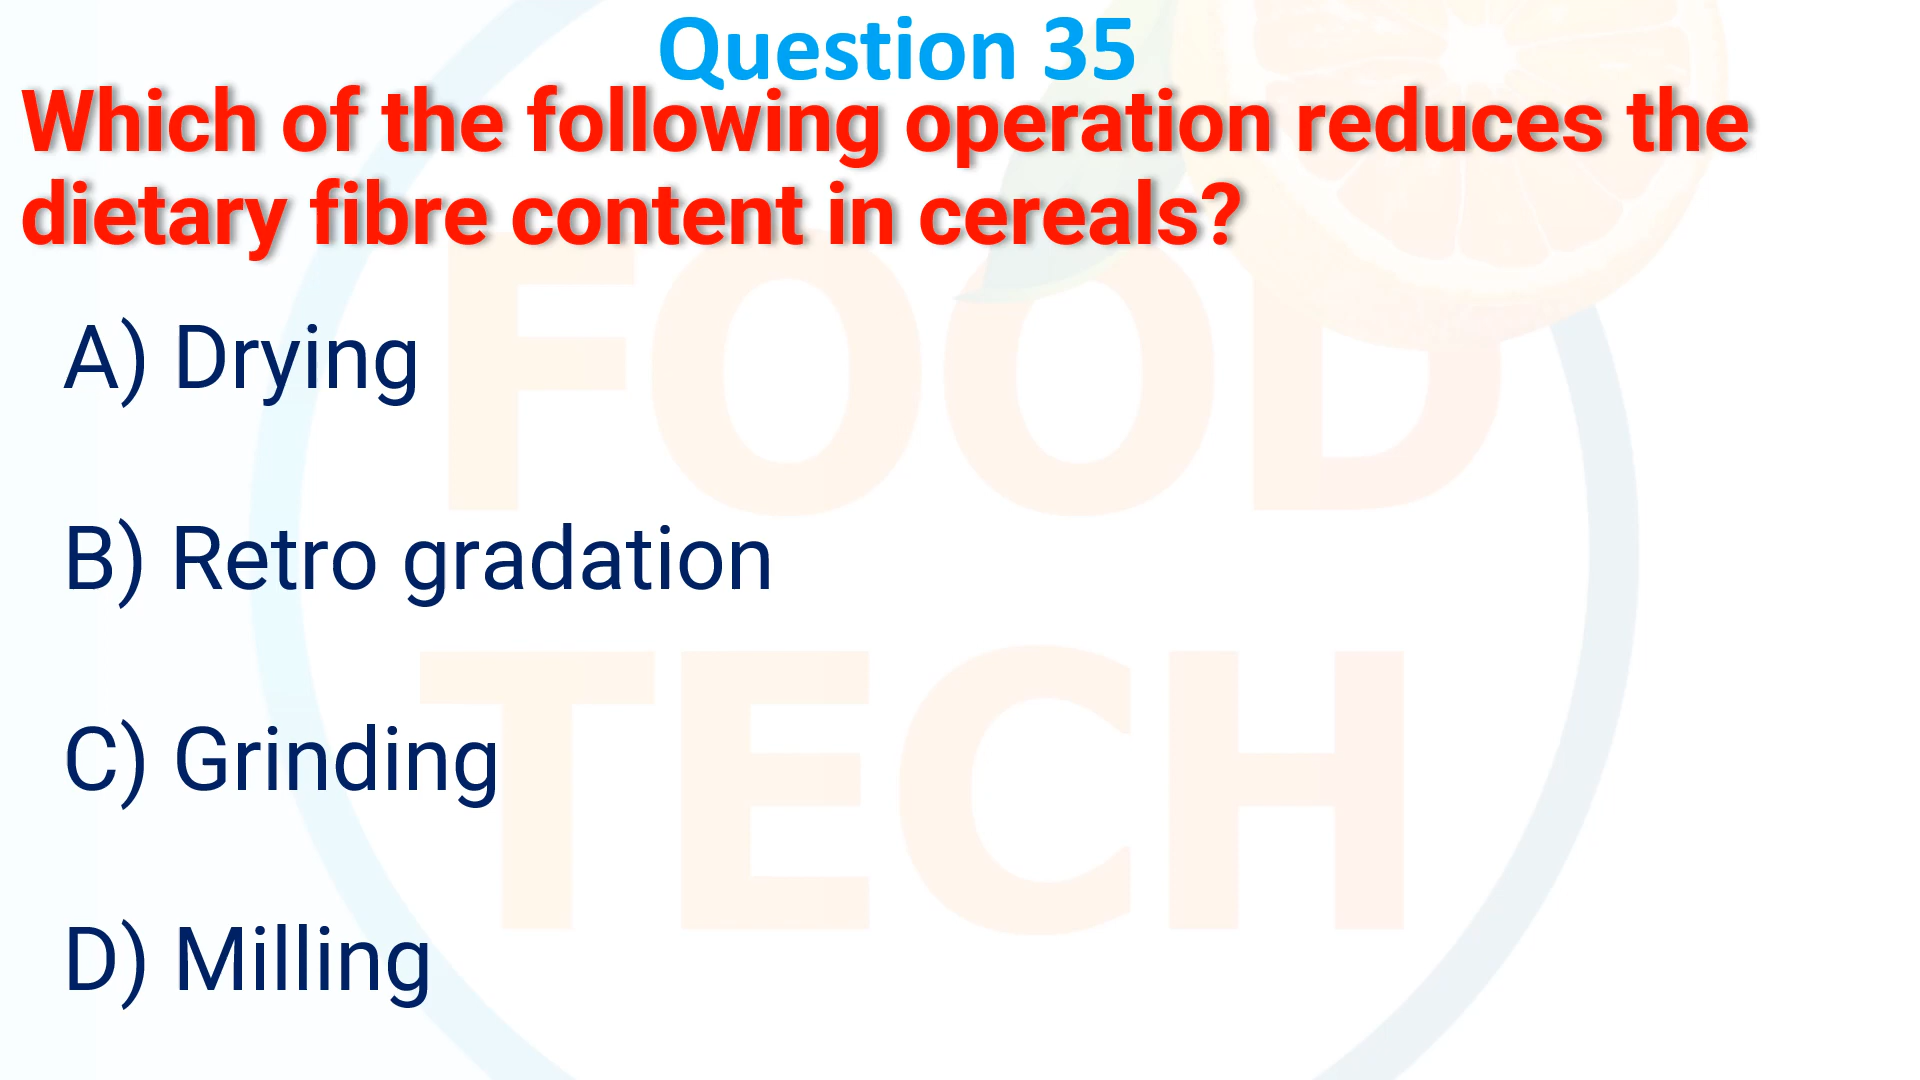 Question 35
Which of the following operation reduces the
dietary fibre content in cereals?
A) Drying
B) Retro gradation
C) Grinding
D) Milling
FOOD
TECH